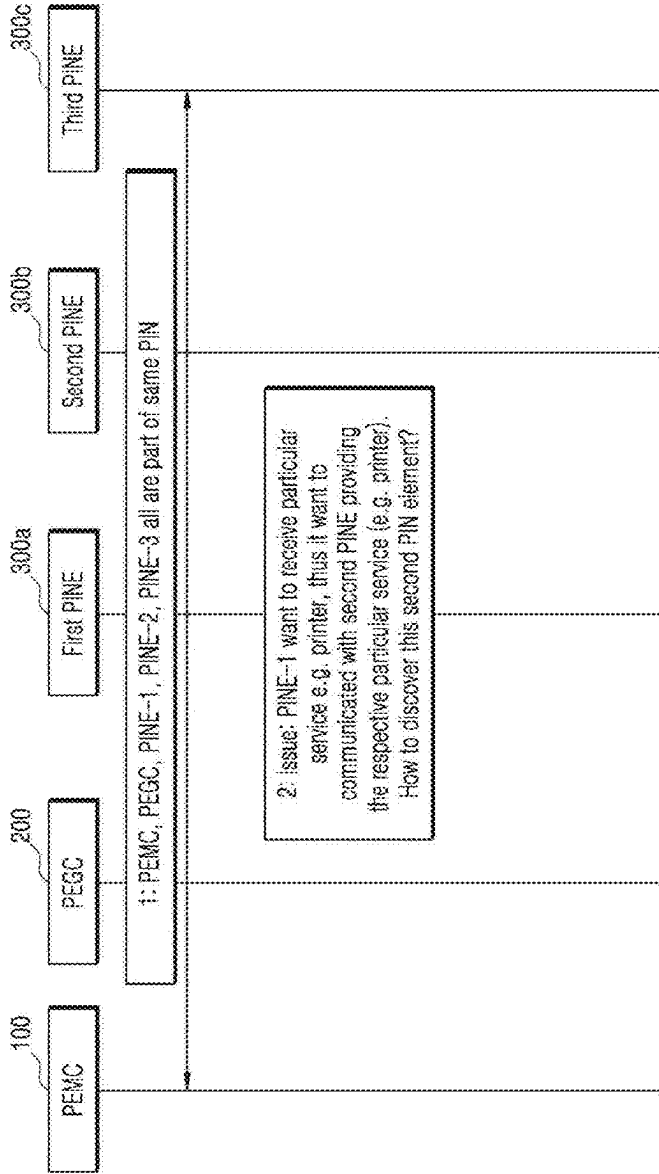 100
PEMC
200
PEGC
300a
First PINE
300b
Second PINE
300c
Third PINE
1: PEMC, PEGC, PINE-1, PINE-2, PINE-3 all are part of same PIN
2: Issue: PINE-1 want to receive particular
service e.g. printer, thus it want to
communicated with second PINE providing
the respective particular service (e.g. printer).
How to discover this second PIN element?